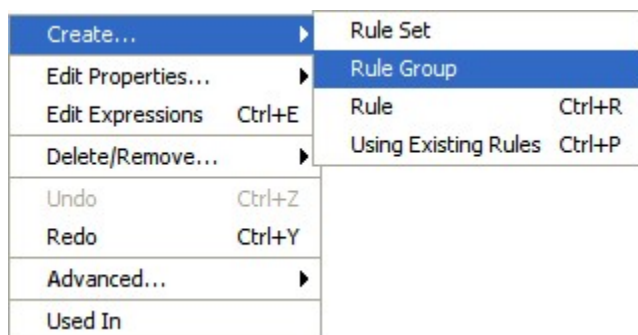 Create...
Edit Properties...
Edit Expressions Ctrl+E
Delete/Remove...
Undo Ctrl+Z
Redo Ctrl+Y
Advanced...
Used In
Rule Set
Rule Group
Rule Ctrl+R
Using Existing Rules Ctrl+P